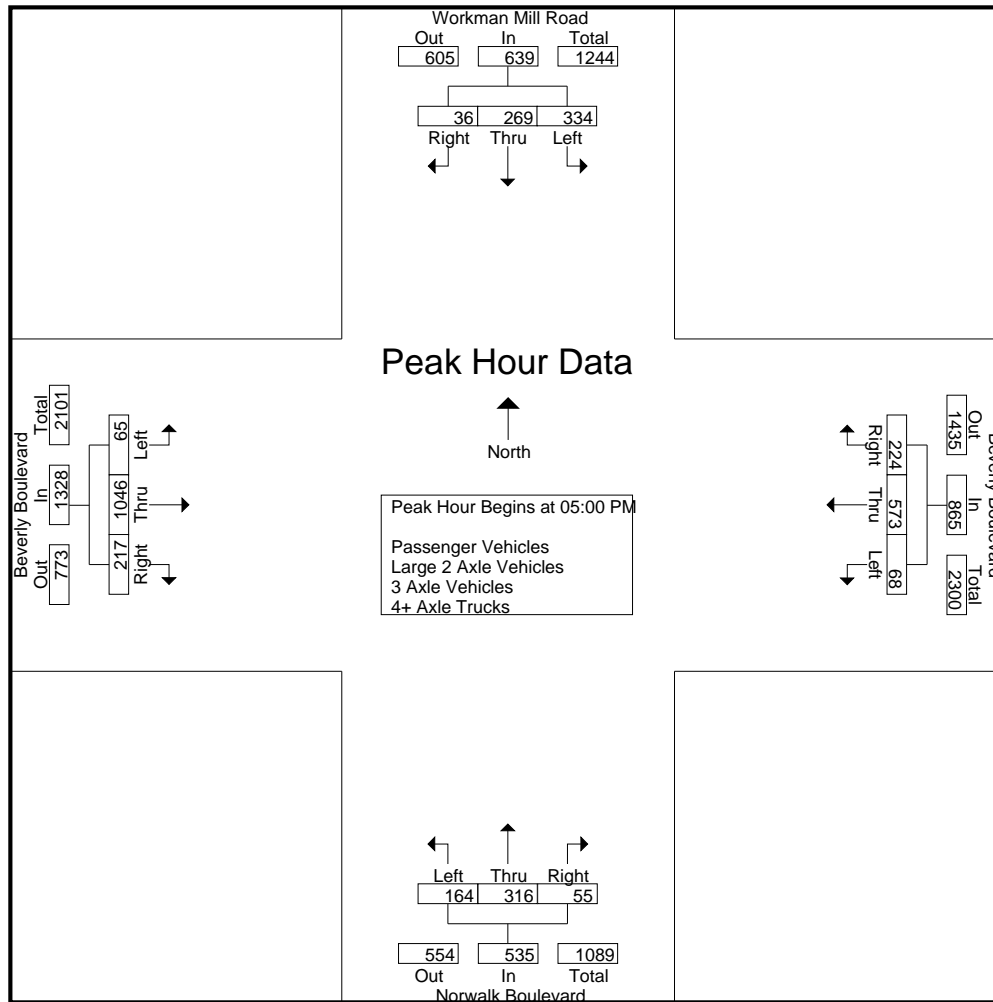 Workman Mill Road
Out In Total
605 639 1244
36 269 334
Right Thru Left
Peak Hour Data
North
Peak Hour Begins at 05:00 PM
Passenger Vehicles
Large 2 Axle Vehicles
3 Axle Vehicles
4+ Axle Trucks
Beverly Boulevard
Out In Total
773 1328 2101
65 1046 217
Left Thru Right
Beverly Boulevard
Out In Total
1435 865 2300
224 573 68
Right Thru Left
Left Thru Right
164 316 55
554 535 1089
Out In Total
Norwalk Boulevard